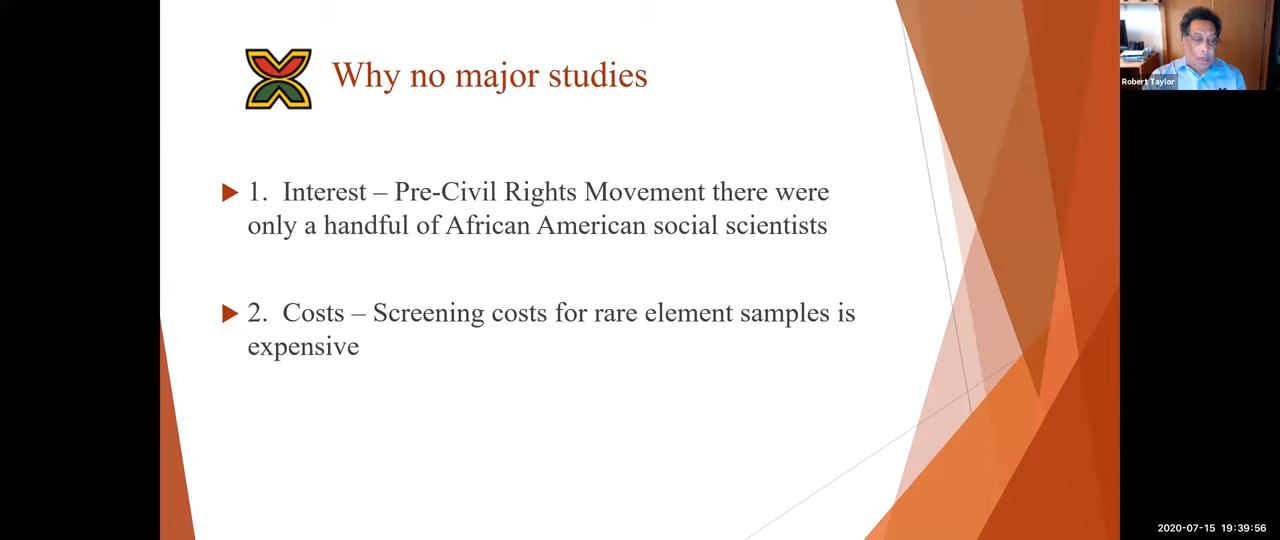 Why no major studies
1. Interest – Pre-Civil Rights Movement there were
only a handful of African American social scientists
2. Costs – Screening costs for rare element samples is
expensive
Robert Taylor
2020-07-15 19:39:56